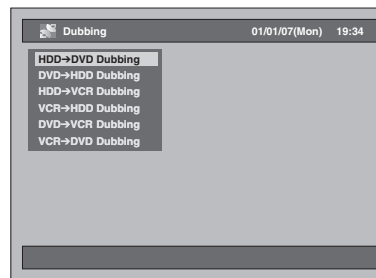 Dubbing 01/01/07(Mon) 19:34
HDD➔DVD Dubbing
DVD➔HDD Dubbing
HDD➔VCR Dubbing
VCR➔HDD Dubbing
DVD➔VCR Dubbing
VCR➔DVD Dubbing